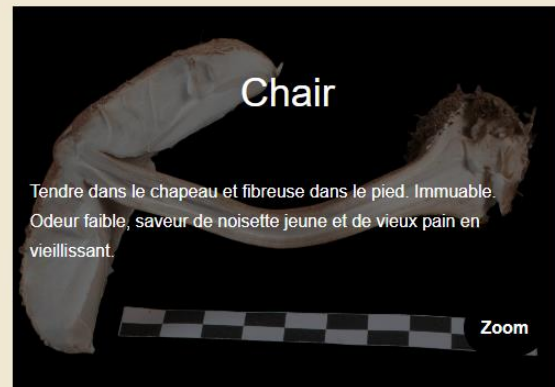 Chair
Tendre dans le chapeau et fibreuse dans le pied. Immuable.
Odeur faible, saveur de noisette jeune et de vieux pain en
vieillissant.
Zoom